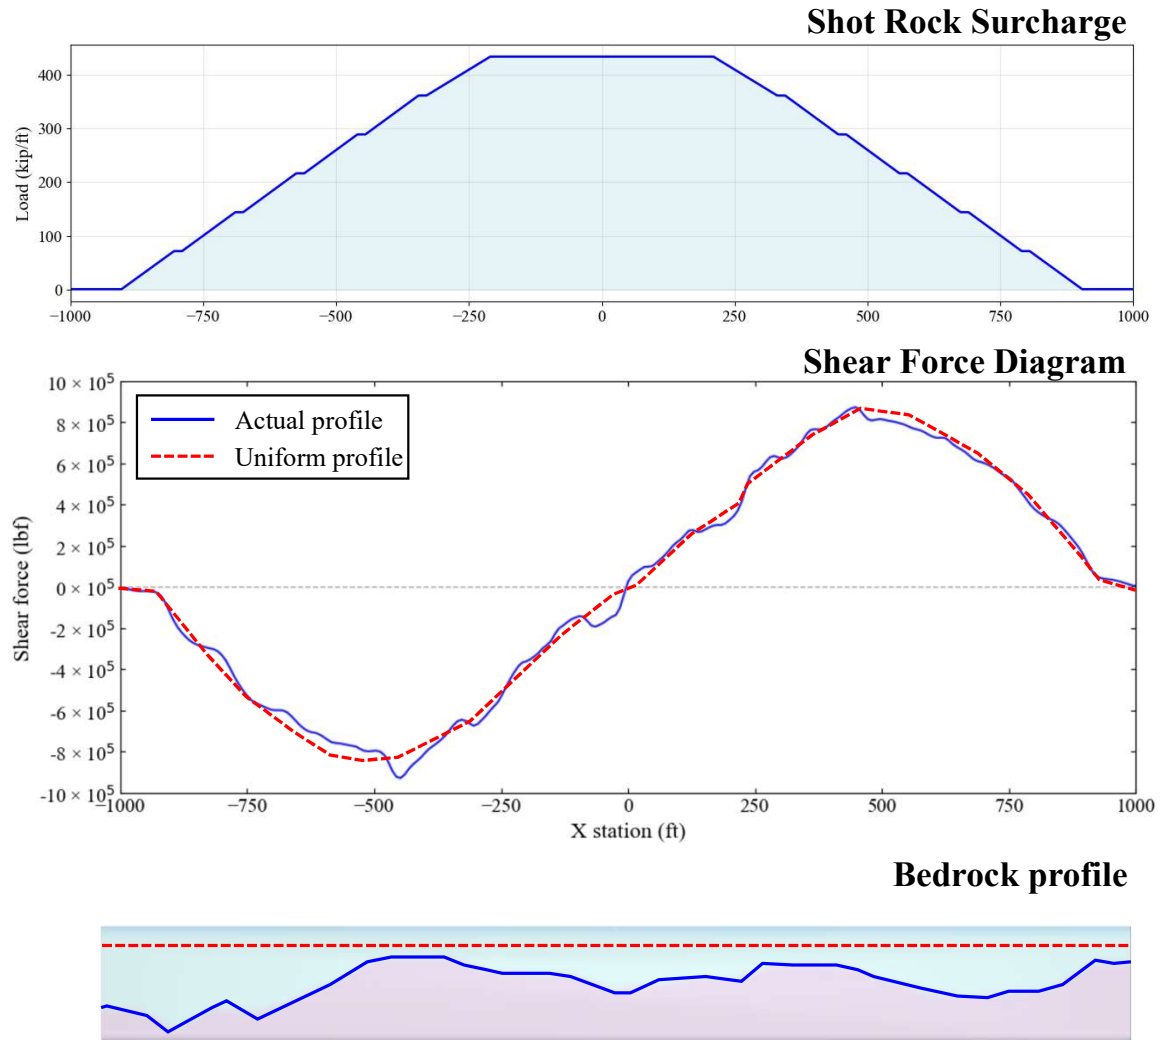 Shot Rock Surcharge
Load (kip/ft)
400
300
200
100
0
−1000 −750 −500 −250 0 250 500 750 1000
Shear Force Diagram
Shear force (lbf)
10 × 10⁵
8 × 10⁵
6 × 10⁵
4 × 10⁵
2 × 10⁵
0 × 10⁵
-2 × 10⁵
-4 × 10⁵
-6 × 10⁵
-8 × 10⁵
-10 × 10⁵
Actual profile
Uniform profile
−1000 −750 −500 −250 0 250 500 750 1000
X station (ft)
Bedrock profile